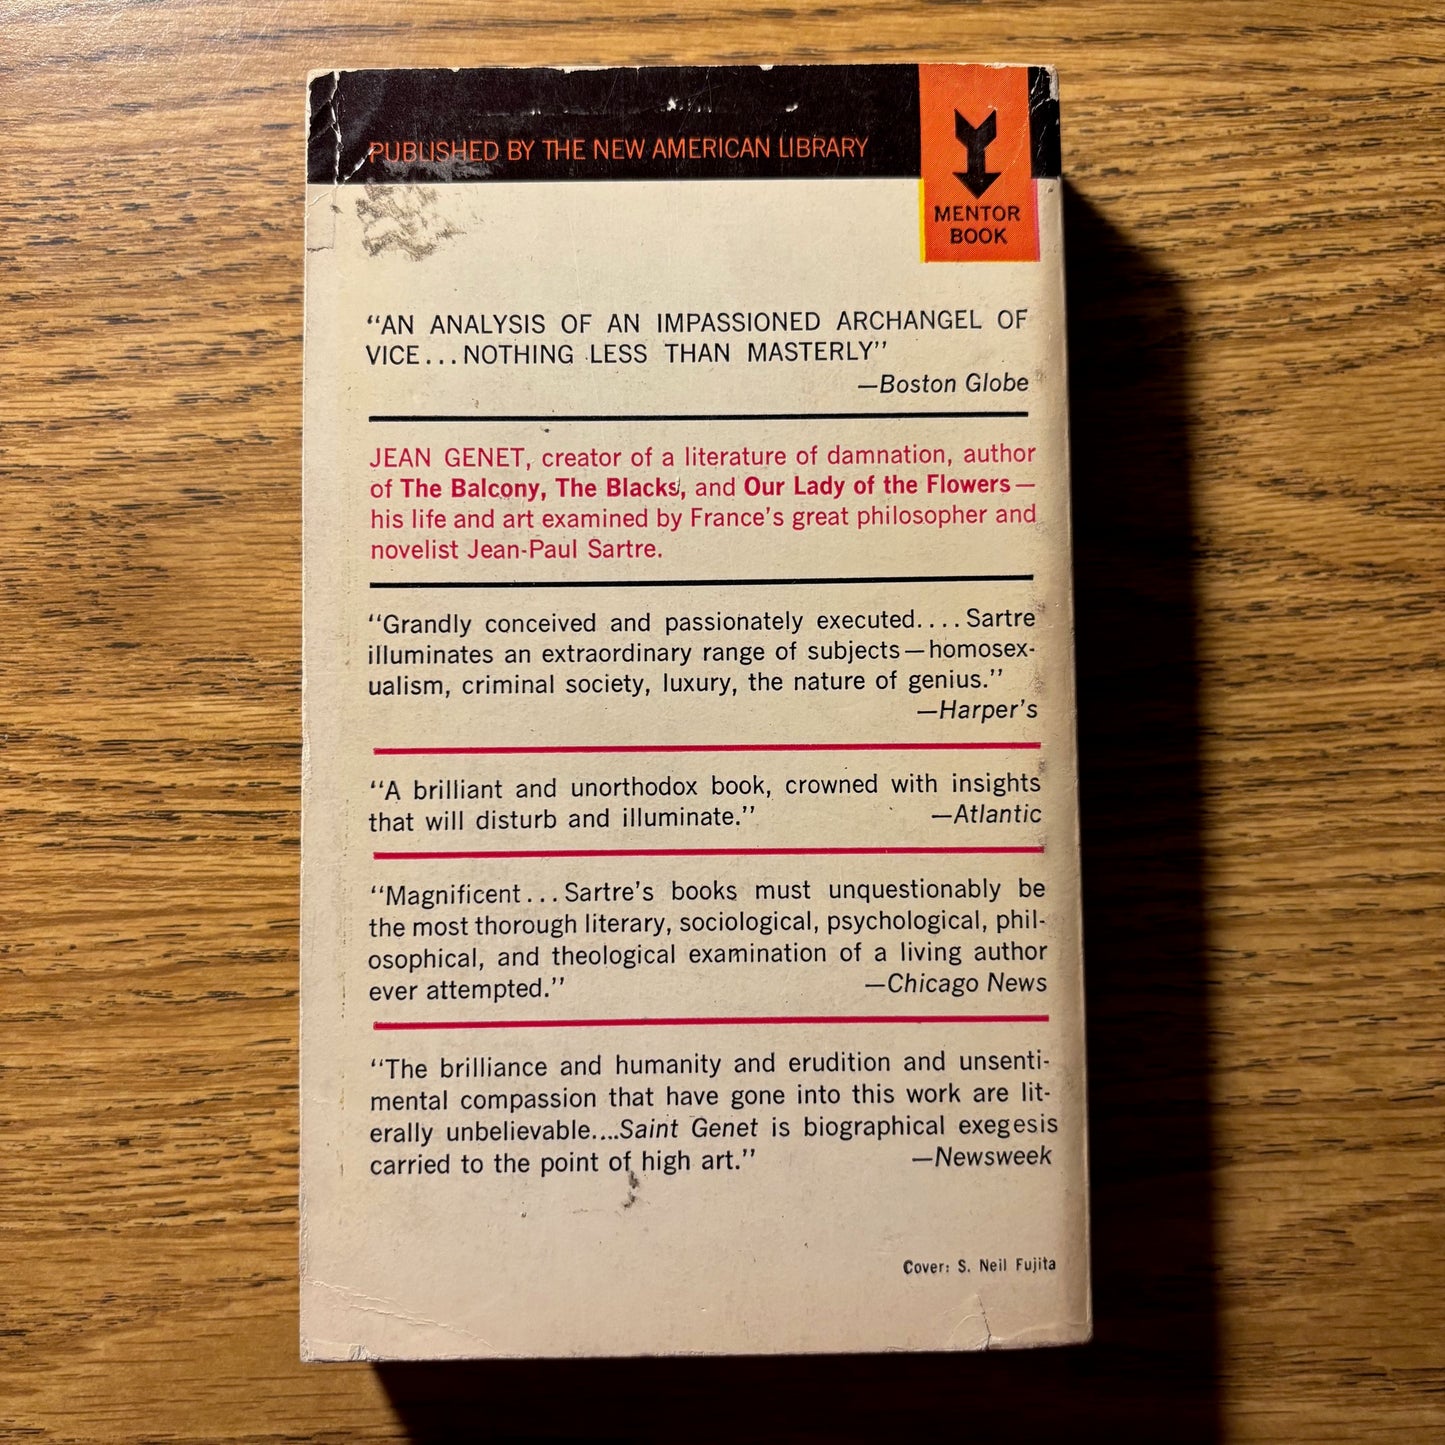 PUBLISHED BY THE NEW AMERICAN LIBRARY
MENTOR
BOOK
“AN ANALYSIS OF AN IMPASSIONED ARCHANGEL OF
VICE...NOTHING LESS THAN MASTERLY”
—Boston Globe
JEAN GENET, creator of a literature of damnation, author
of The Balcony, The Blacks, and Our Lady of the Flowers—
his life and art examined by France’s great philosopher and
novelist Jean-Paul Sartre.
“Grandly conceived and passionately executed.... Sartre
illuminates an extraordinary range of subjects—homosex-
ualism, criminal society, luxury, the nature of genius.”
—Harper’s
“A brilliant and unorthodox book, crowned with insights
that will disturb and illuminate.” —Atlantic
“Magnificent... Sartre’s books must unquestionably be
the most thorough literary, sociological, psychological, phil-
osophical, and theological examination of a living author
ever attempted.” —Chicago News
“The brilliance and humanity and erudition and unsenti-
mental compassion that have gone into this work are lit-
erally unbelievable....Saint Genet is biographical exegesis
carried to the point of high art.” —Newsweek
Cover: S. Neil Fujita